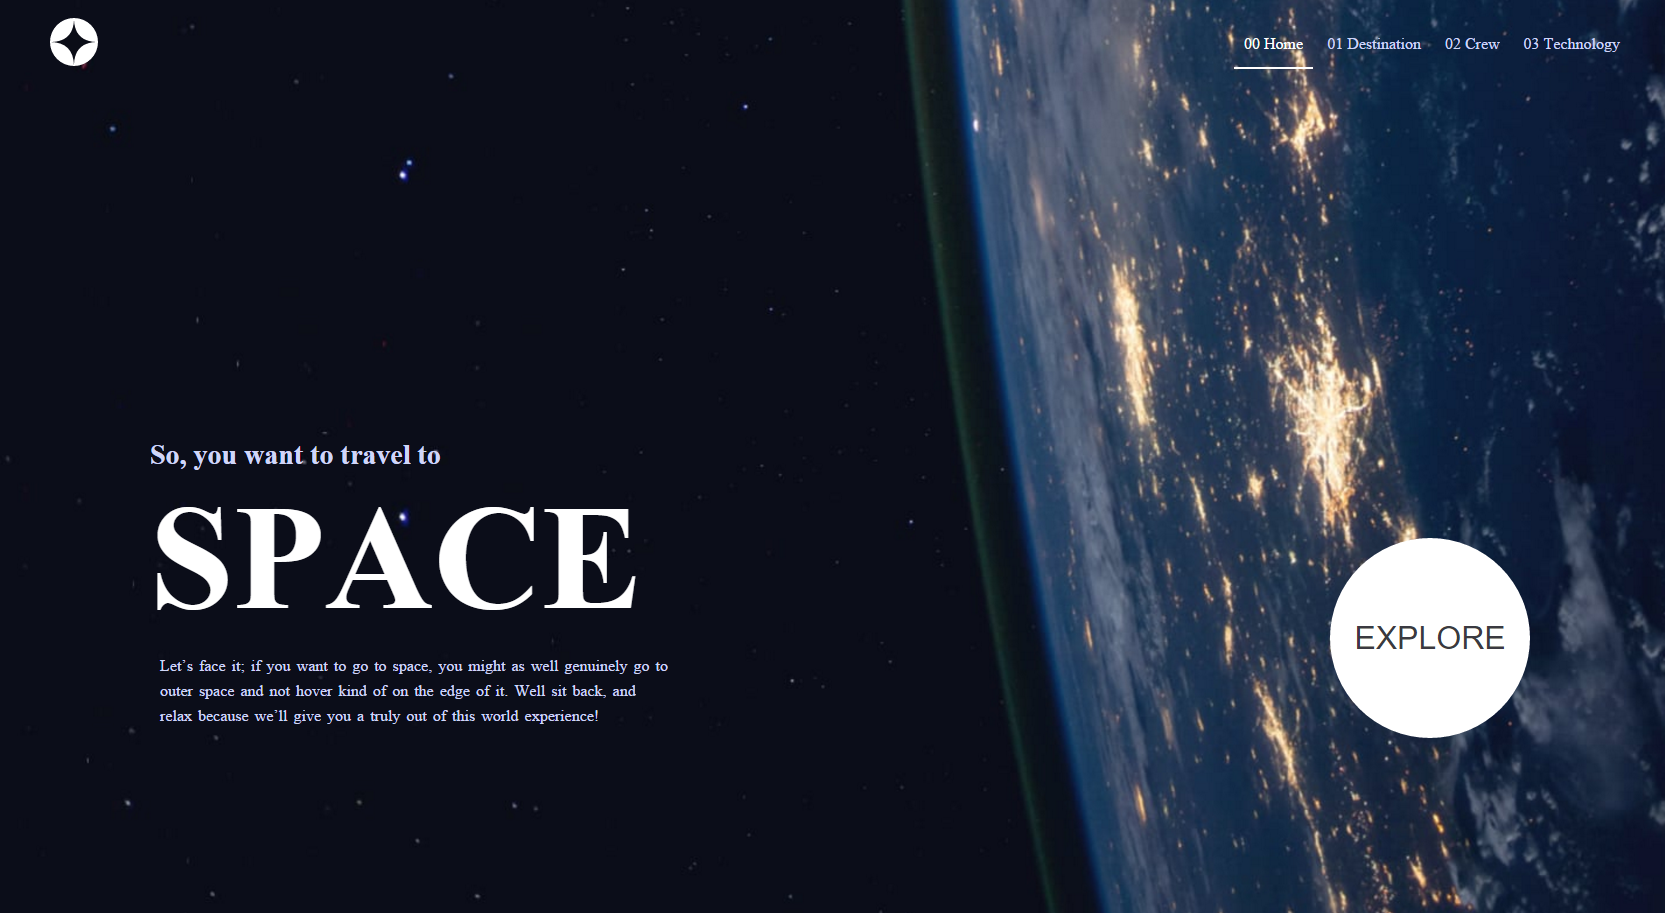 00 Home 01 Destination 02 Crew 03 Technology
So, you want to travel to
SPACE
Let’s face it; if you want to go to space, you might as well genuinely go to
outer space and not hover kind of on the edge of it. Well sit back, and
relax because we’ll give you a truly out of this world experience!
EXPLORE